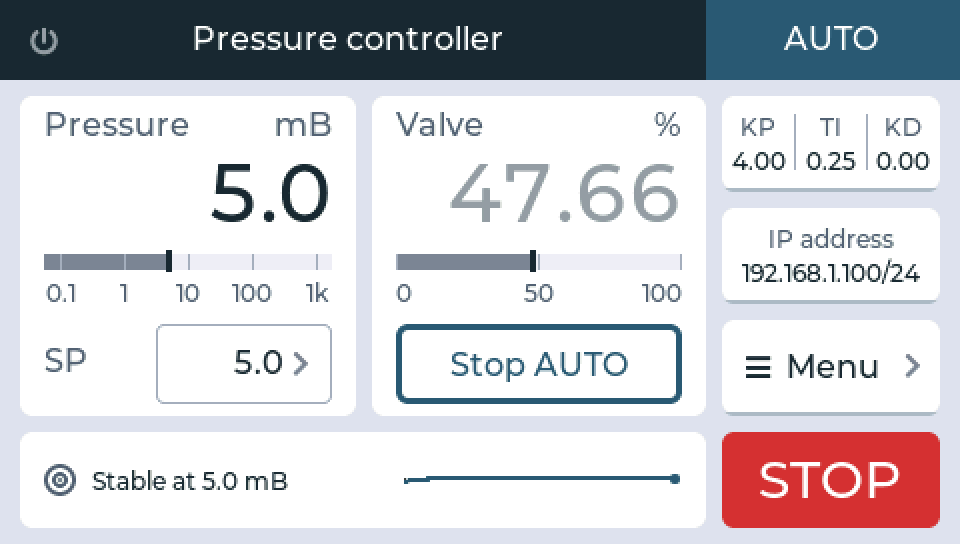 Pressure controller
AUTO
Pressure mB
5.0
0.1 1 10 100 1k
SP 5.0
Valve %
47.66
0 50 100
Stop AUTO
KP TI KD
4.00 0.25 0.00
IP address
192.168.1.100/24
Menu
Stable at 5.0 mB
STOP